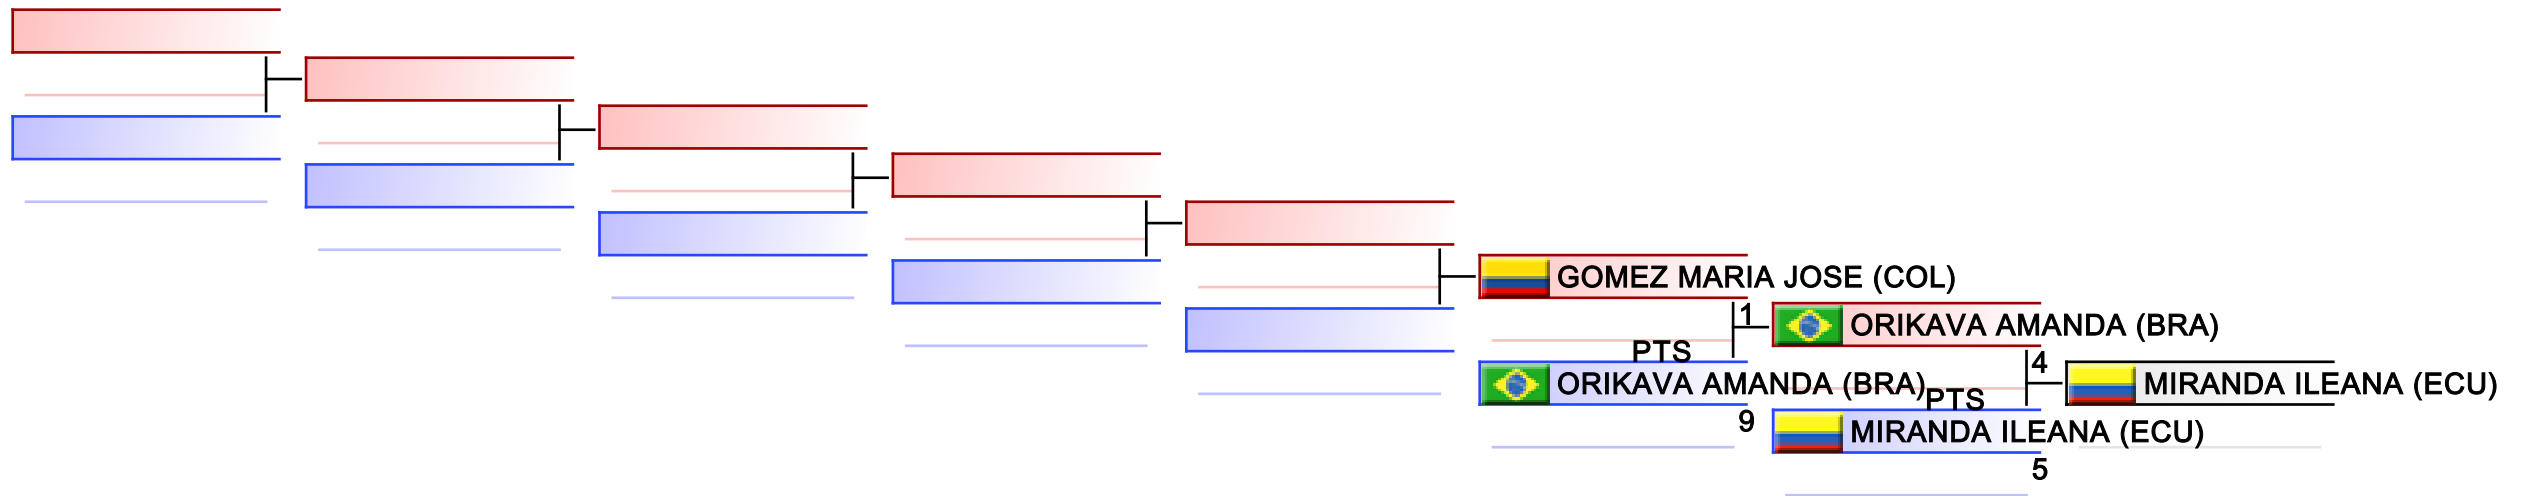 GOMEZ MARIA JOSE (COL)
1
PTS
ORIKAVA AMANDA (BRA)
9
ORIKAVA AMANDA (BRA)
4
PTS
MIRANDA ILEANA (ECU)
5
MIRANDA ILEANA (ECU)